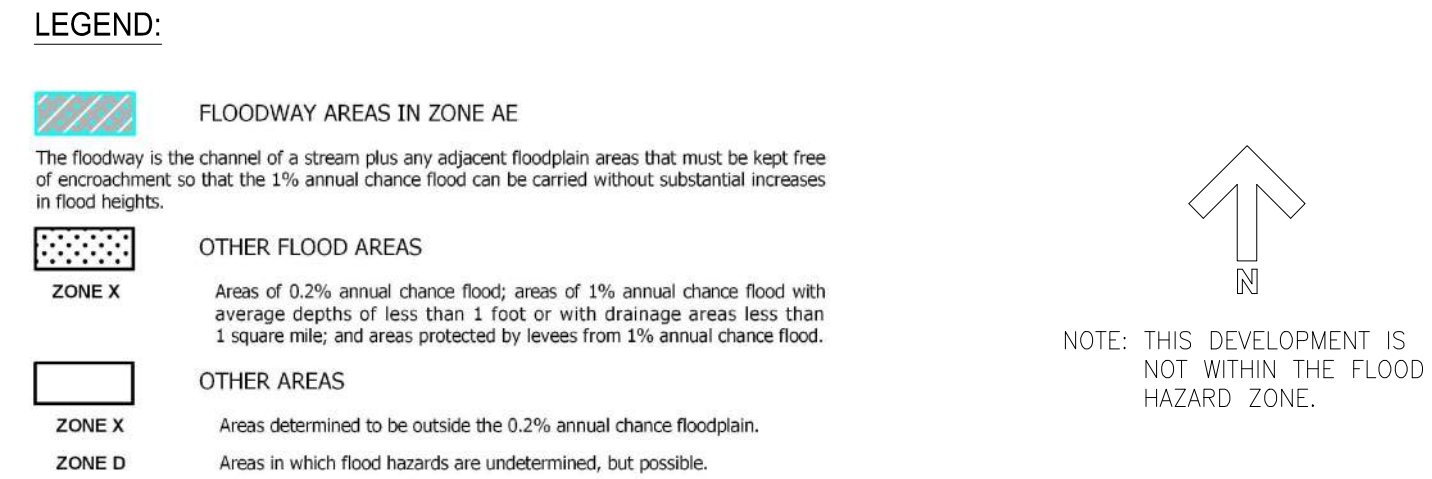 LEGEND:
FLOODWAY AREAS IN ZONE AE
The floodway is the channel of a stream plus any adjacent floodplain areas that must be kept free
of encroachment so that the 1% annual chance flood can be carried without substantial increases
in flood heights.
OTHER FLOOD AREAS
ZONE X
Areas of 0.2% annual chance flood; areas of 1% annual chance flood with
average depths of less than 1 foot or with drainage areas less than
1 square mile; and areas protected by levees from 1% annual chance flood.
OTHER AREAS
ZONE X
Areas determined to be outside the 0.2% annual chance floodplain.
ZONE D
Areas in which flood hazards are undetermined, but possible.
N
NOTE: THIS DEVELOPMENT IS
NOT WITHIN THE FLOOD
HAZARD ZONE.